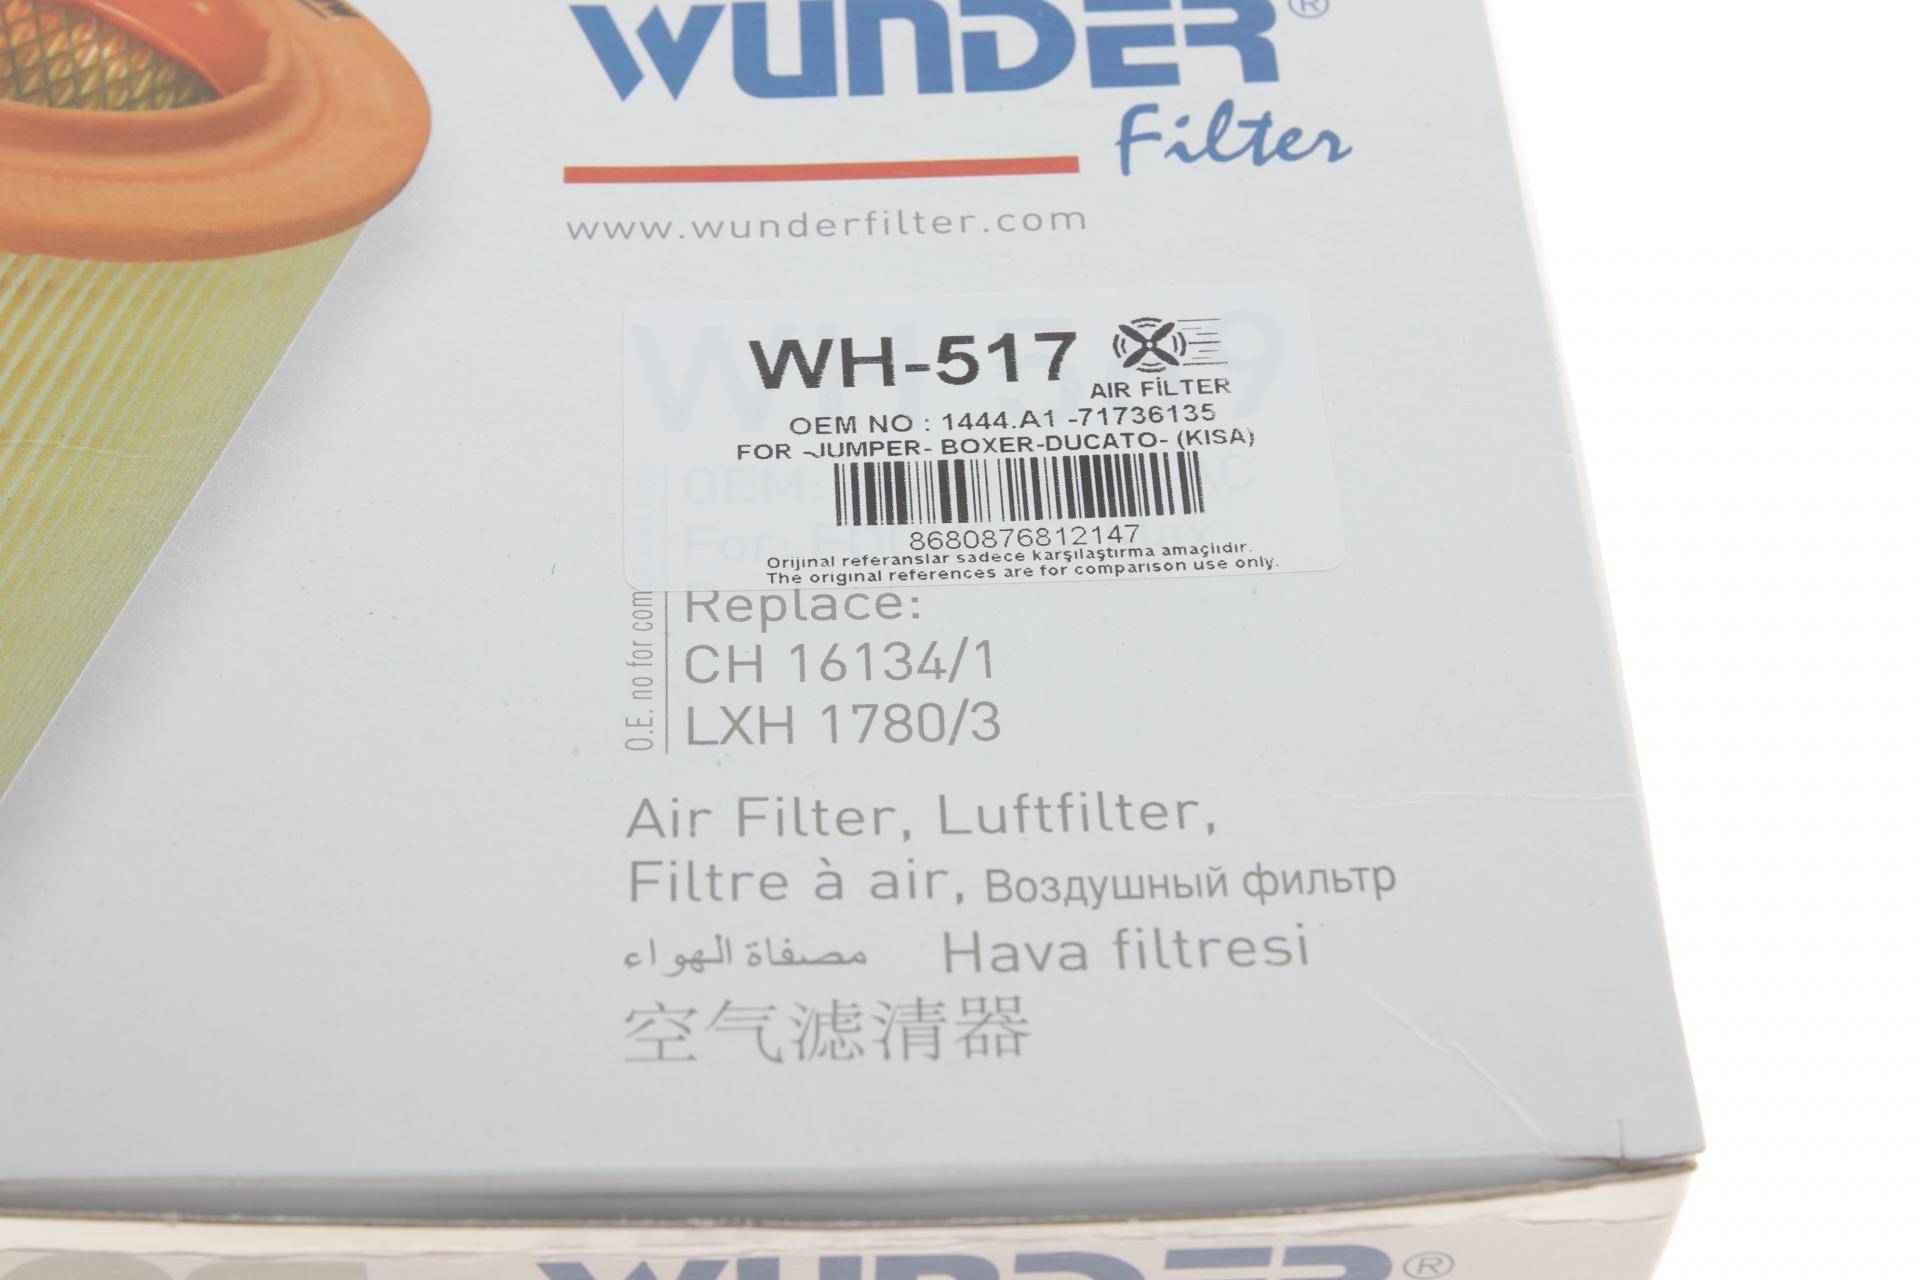 WUNDER®
Filter
www.wunderfilter.com
WH-517
AIR FİLTER
OEM NO : 1444.A1 -71736135
FOR -JUMPER- BOXER-DUCATO- (KISA)
8680876812147
Orijinal referanslar sadece karşılaştırma amaçlıdır.
The original references are for comparison use only.
O.E. no for com
Replace:
CH 16134/1
LXH 1780/3
Air Filter, Luftfilter,
Filtre à air, Воздушный фильтр
مصفاة الهواء Hava filtresi
空气滤清器
WUNDER®